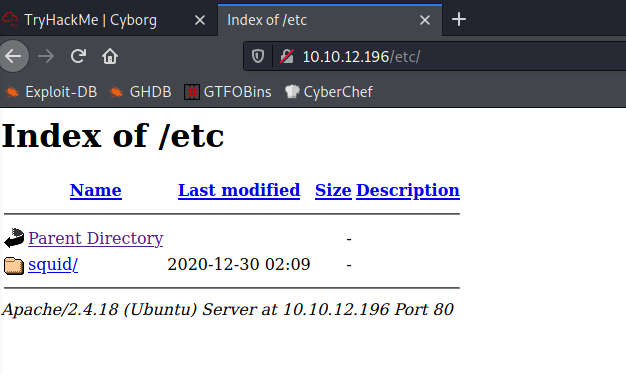 TryHackMe | Cyborg
Index of /etc
10.10.12.196/etc/
Exploit-DB GHDB GTFOBins CyberChef
Index of /etc
Name Last modified Size Description
Parent Directory -
squid/ 2020-12-30 02:09 -
Apache/2.4.18 (Ubuntu) Server at 10.10.12.196 Port 80